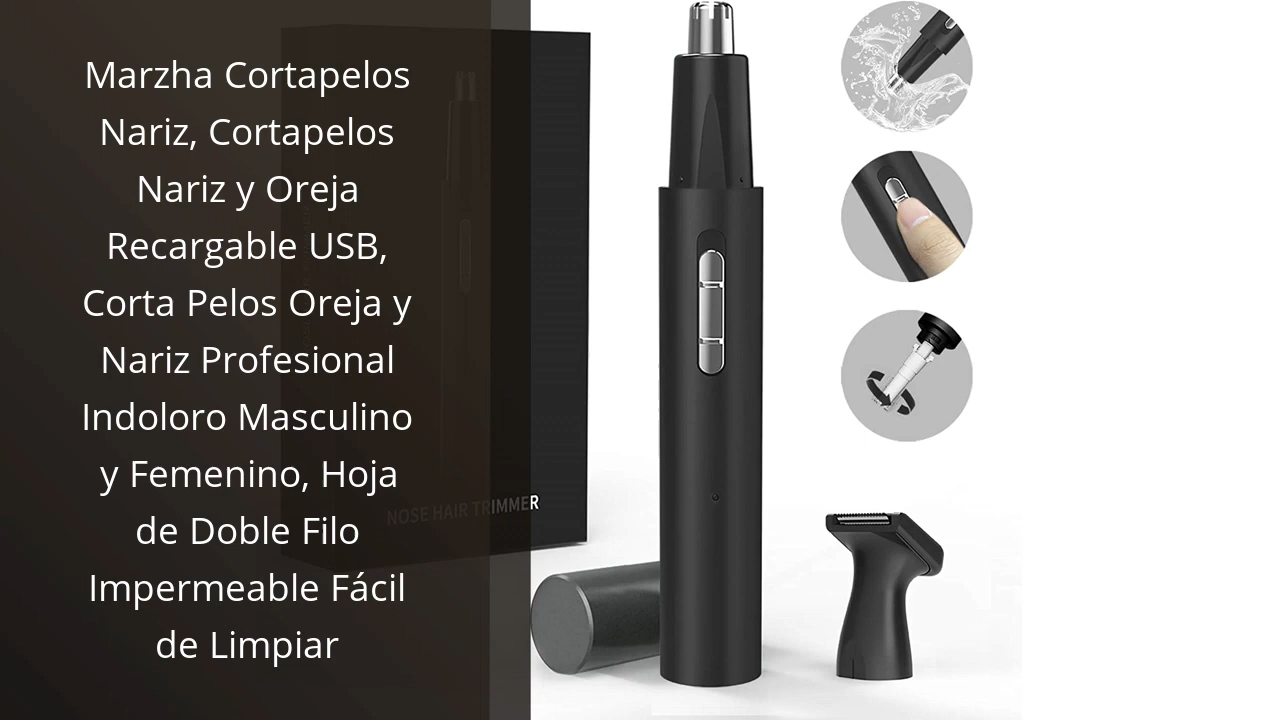 Marzha Cortapelos
Nariz, Cortapelos
Nariz y Oreja
Recargable USB,
Corta Pelos Oreja y
Nariz Profesional
Indoloro Masculino
y Femenino, Hoja
de Doble Filo
Impermeable Fácil
de Limpiar
NOSE HAIR TRIMMER